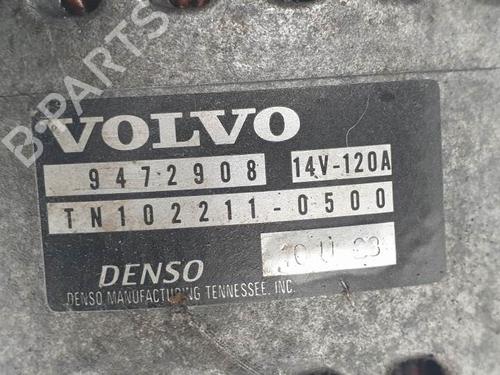 B-PARTS
VOLVO
9472908 14V-120A
TN102211-0500
DENSO
DENSO MANUFACTURING TENNESSEE, INC.